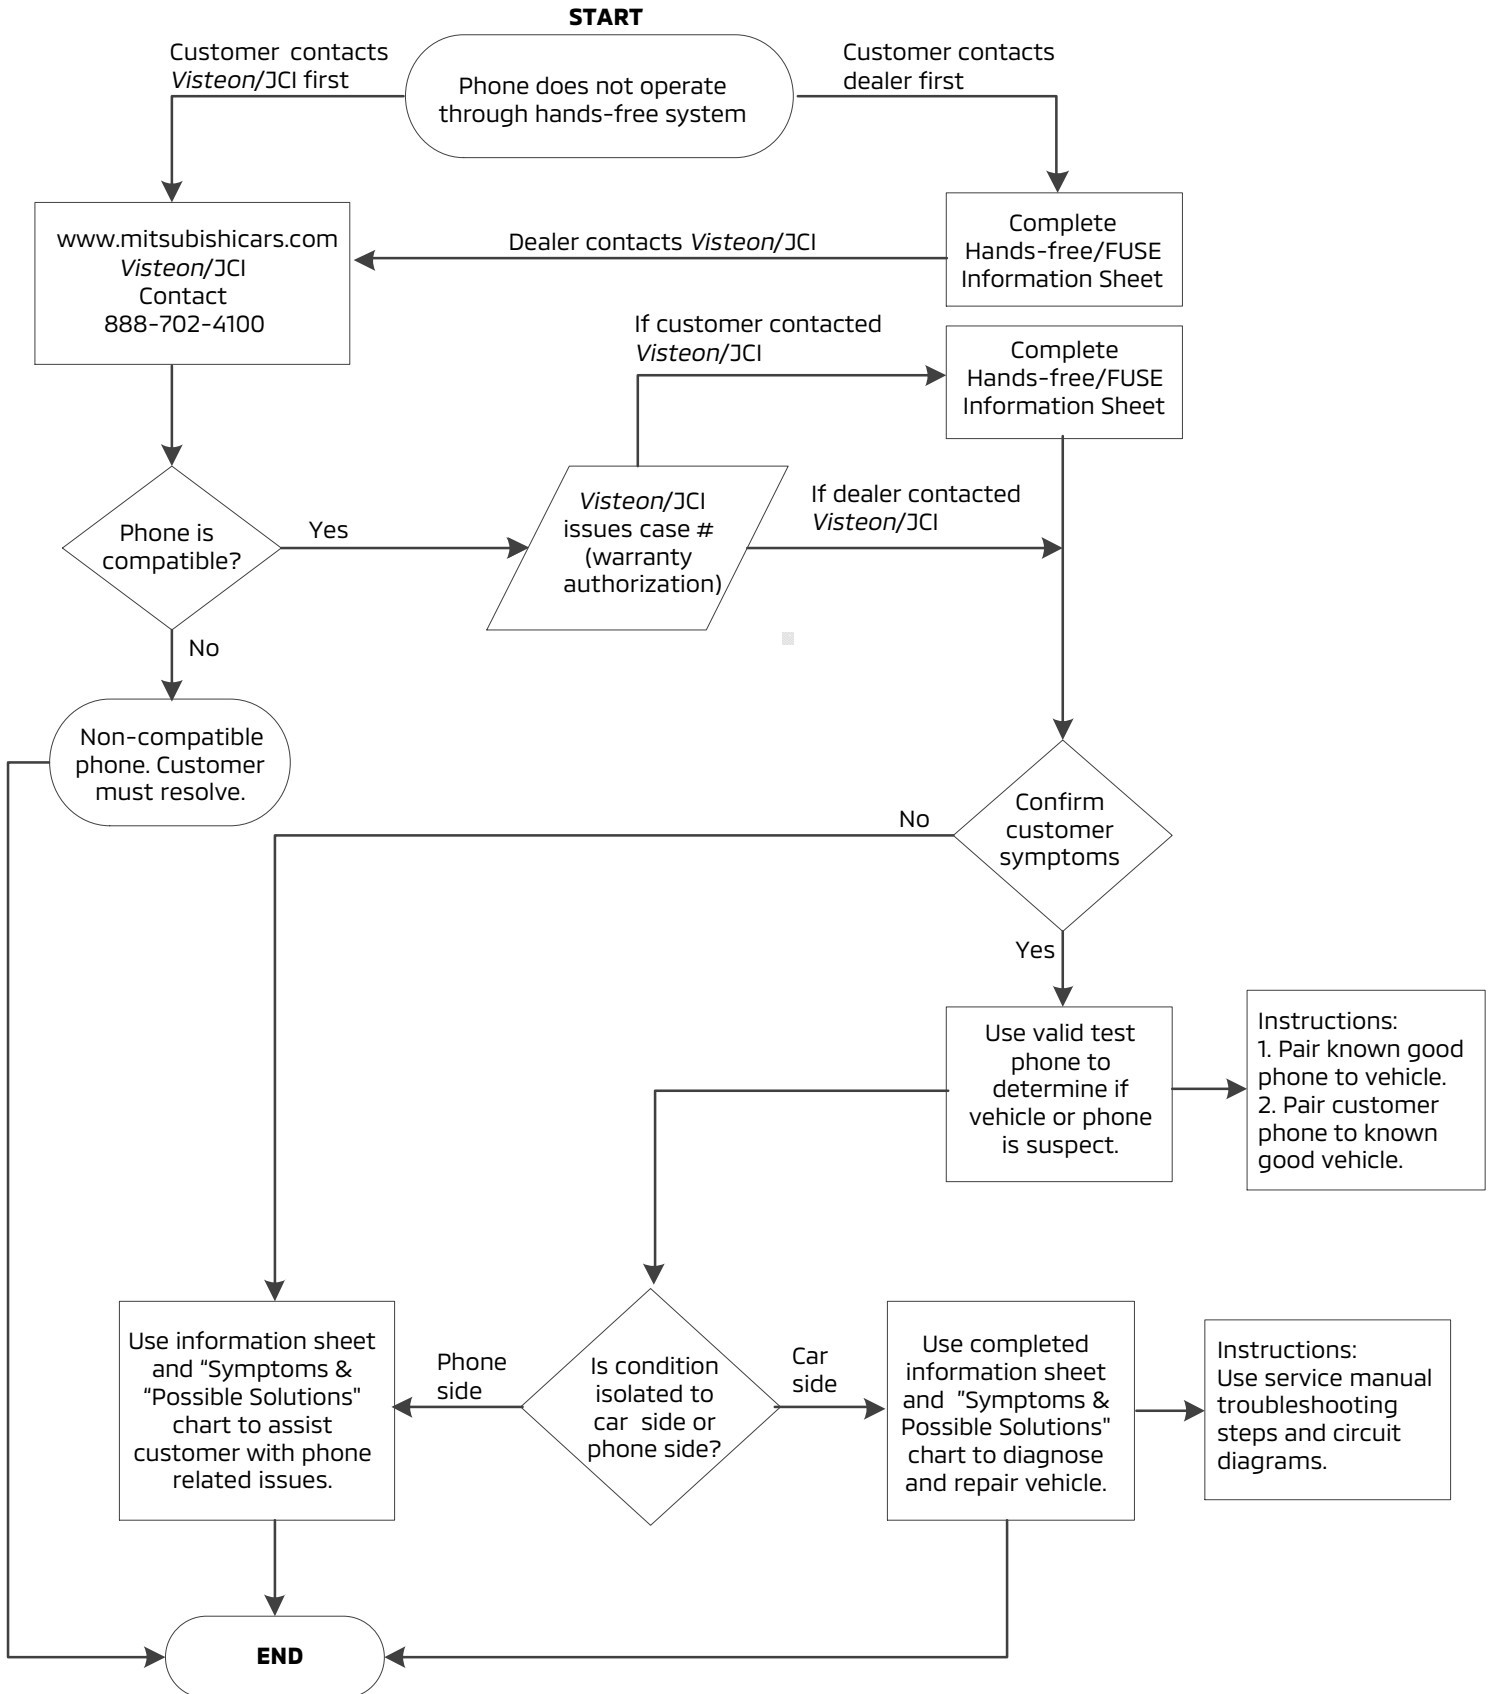 START
Customer contacts
Visteon/JCI first
Phone does not operate
through hands-free system
Customer contacts
dealer first
www.mitsubishicars.com
Visteon/JCI
Contact
888-702-4100
Dealer contacts Visteon/JCI
Complete
Hands-free/FUSE
Information Sheet
If customer contacted
Visteon/JCI
Complete
Hands-free/FUSE
Information Sheet
Phone is
compatible?
Yes
Visteon/JCI
issues case #
(warranty
authorization)
If dealer contacted
Visteon/JCI
No
Non-compatible
phone. Customer
must resolve.
No
Confirm
customer
symptoms
Yes
Use valid test
phone to
determine if
vehicle or phone
is suspect.
Instructions:
1. Pair known good
phone to vehicle.
2. Pair customer
phone to known
good vehicle.
Use information sheet
and “Symptoms &
“Possible Solutions"
chart to assist
customer with phone
related issues.
Phone
side
Is condition
isolated to
car side or
phone side?
Car
side
Use completed
information sheet
and "Symptoms &
Possible Solutions"
chart to diagnose
and repair vehicle.
Instructions:
Use service manual
troubleshooting
steps and circuit
diagrams.
END